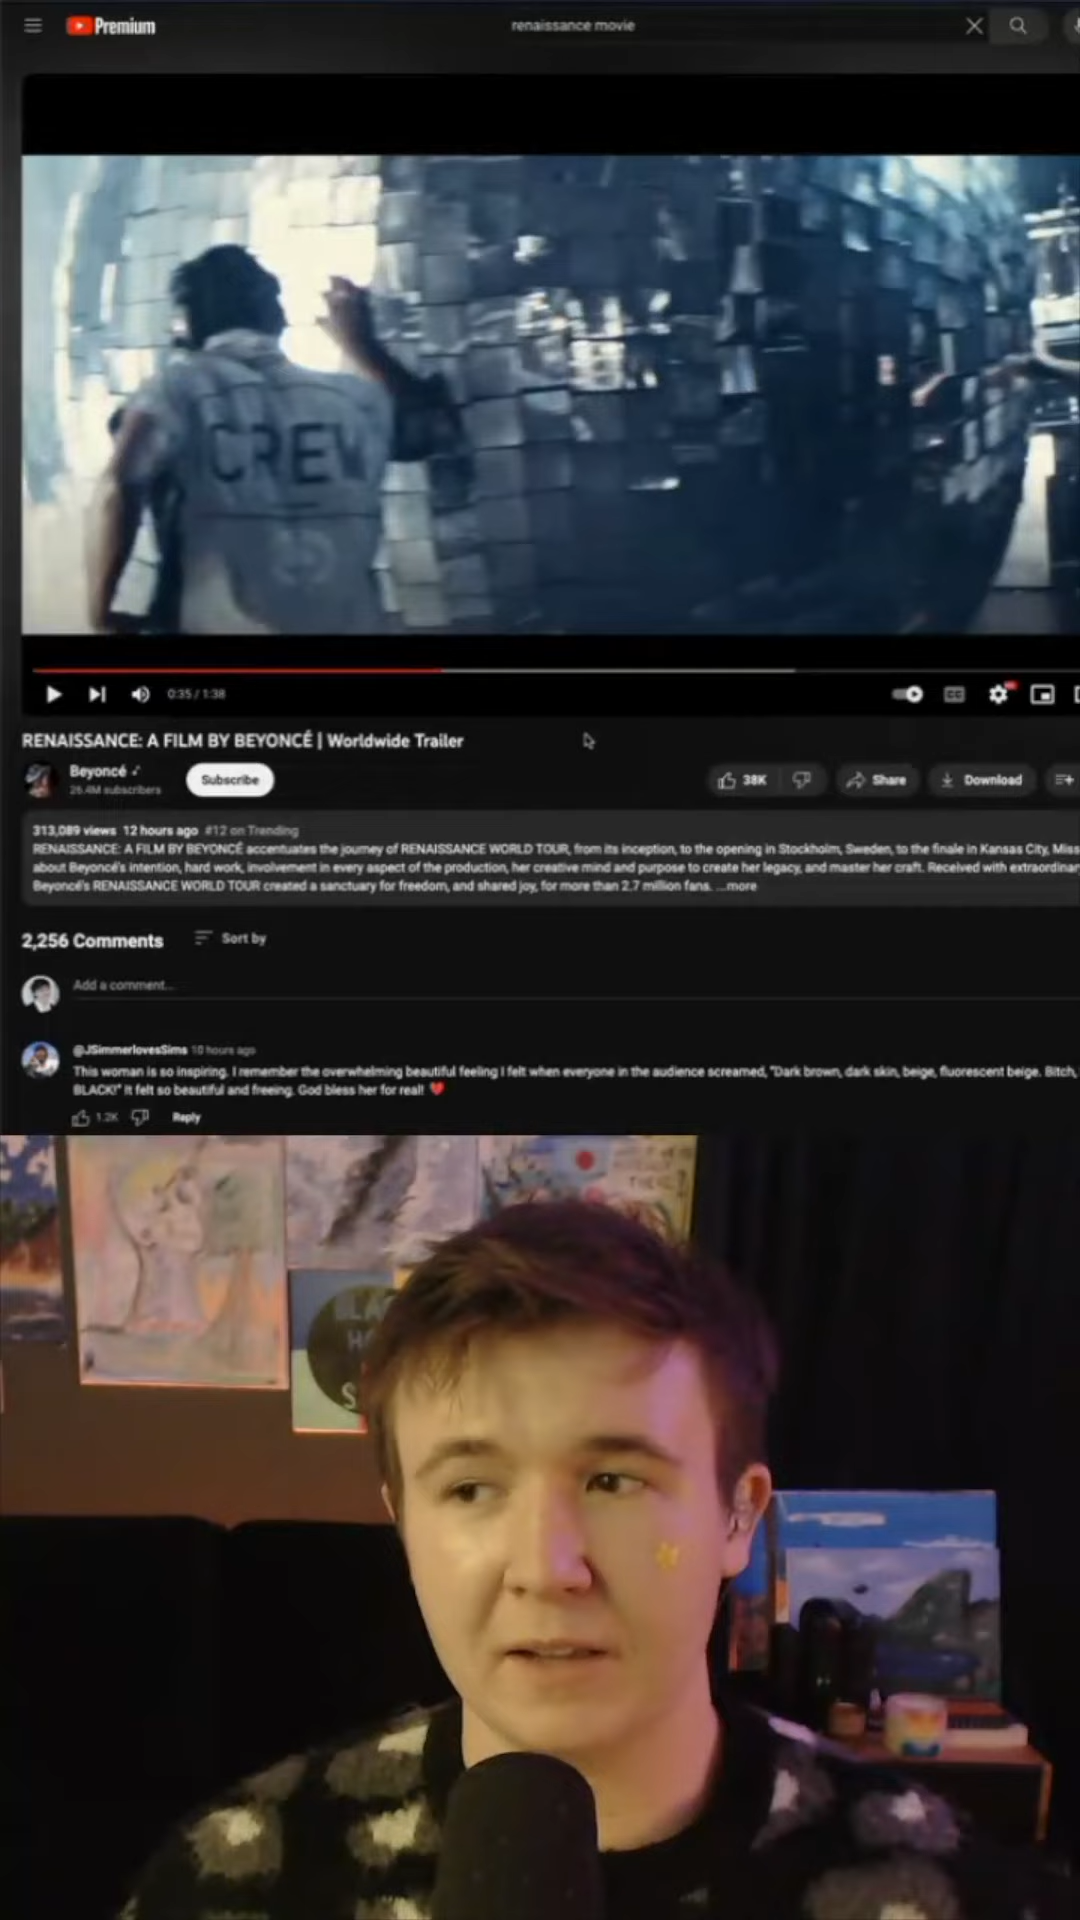 Premium
renaissance movie
CREW
0:35 / 1:38
RENAISSANCE: A FILM BY BEYONCÉ | Worldwide Trailer
Beyoncé
26.4M subscribers
Subscribe
38K
Share
Download
313,089 views 12 hours ago #12 on Trending
RENAISSANCE: A FILM BY BEYONCÉ accentuates the journey of RENAISSANCE WORLD TOUR, from its inception, to the opening in Stockholm, Sweden, to the finale in Kansas City, Miss
about Beyoncé's intention, hard work, involvement in every aspect of the production, her creative mind and purpose to create her legacy, and master her craft. Received with extraordinar
Beyoncé's RENAISSANCE WORLD TOUR created a sanctuary for freedom, and shared joy, for more than 2.7 million fans. ...more
2,256 Comments
Sort by
Add a comment...
@JSimmerlovesSims 10 hours ago
This woman is so inspiring. I remember the overwhelming beautiful feeling I felt when everyone in the audience screamed, "Dark brown, dark skin, beige, fluorescent beige. Bitch,
BLACK!" It felt so beautiful and freeing. God bless her for real! ❤️
1.2K
Reply